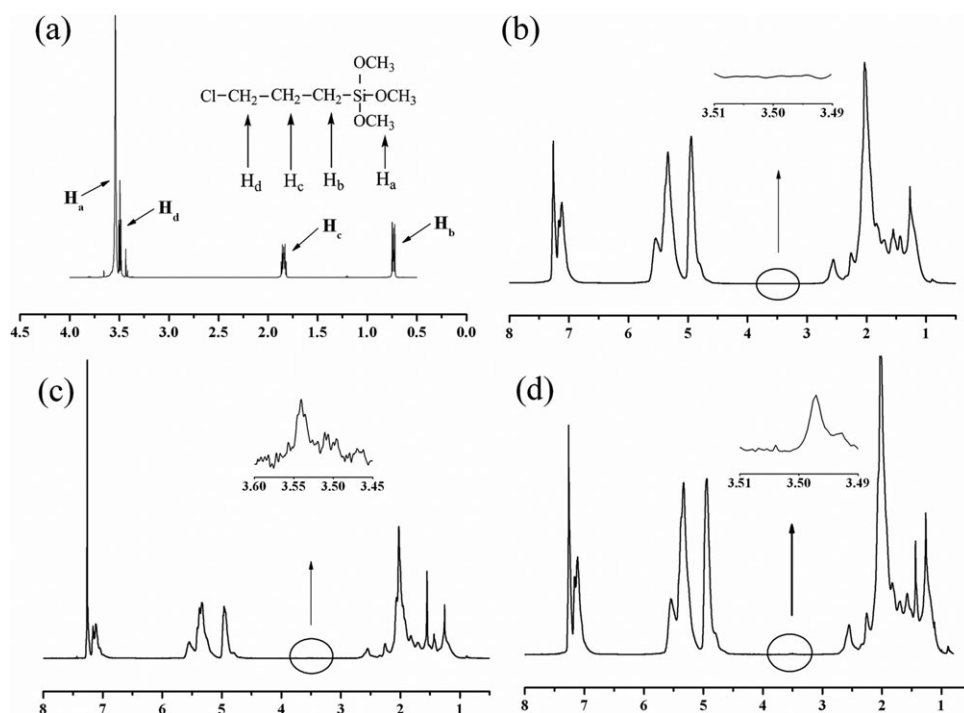 (a)
OCH3
Cl-CH2-CH2-CH2-Si-OCH3
OCH3
Hd Hc Hb Ha
Ha
Hd
Hc
Hb
4.5 4.0 3.5 3.0 2.5 2.0 1.5 1.0 0.5 0.0
(b)
3.51 3.50 3.49
8 7 6 5 4 3 2 1
(c)
3.60 3.55 3.50 3.45
8 7 6 5 4 3 2 1
(d)
3.51 3.50 3.49
8 7 6 5 4 3 2 1